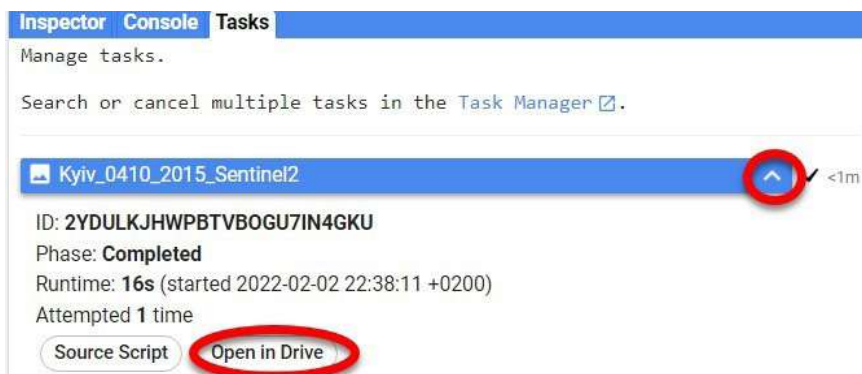 Inspector Console Tasks
Manage tasks.
Search or cancel multiple tasks in the Task Manager.
Kyiv_0410_2015_Sentinel2 <1m
ID: 2YDULKJHWPBTVBOGU7IN4GKU
Phase: Completed
Runtime: 16s (started 2022-02-02 22:38:11 +0200)
Attempted 1 time
Source Script Open in Drive